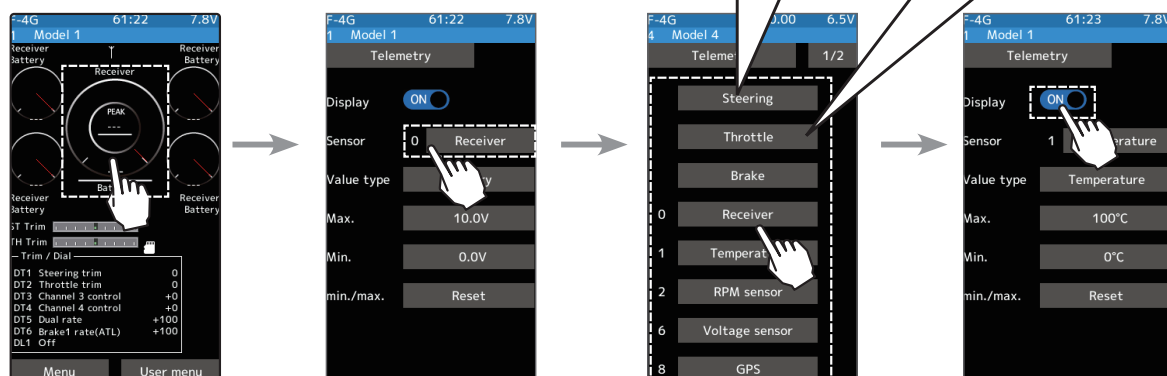 F-4G 61:22 7.8V
1 Model 1
Receiver Battery
Receiver Battery
Receiver
PEAK
---
Bat
Receiver Battery
Receiver Battery
ST Trim
TH Trim
Trim / Dial
DT1 Steering trim 0
DT2 Throttle trim 0
DT3 Channel 3 control +0
DT4 Channel 4 control +0
DT5 Dual rate +100
DT6 Brake1 rate(ATL) +100
DL1 Off
Menu User menu
F-4G 61:22 7.8V
1 Model 1
Telemetry
Display ON
Sensor 0 Receiver
Value type
Max. 10.0V
Min. 0.0V
min./max. Reset
F-4G 0.00 6.5V
4 Model 4
Telemet 1/2
Steering
Throttle
Brake
0 Receiver
1 Temperat
2 RPM sensor
6 Voltage sensor
8 GPS
F-4G 61:23 7.8V
1 Model 1
Telemetry
Display ON
Sensor 1 erature
Value type Temperature
Max. 100°C
Min. 0°C
min./max. Reset